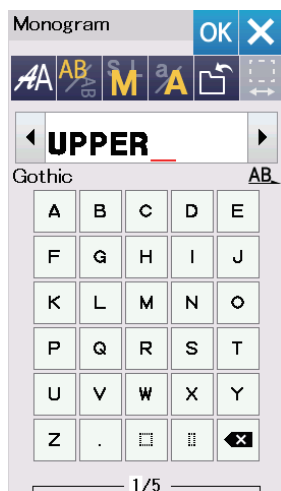 Monogram OK
AA AB AB S L M a/A
UPPER
Gothic AB
A B C D E
F G H I J
K L M N O
P Q R S T
U V W X Y
Z .
1/5